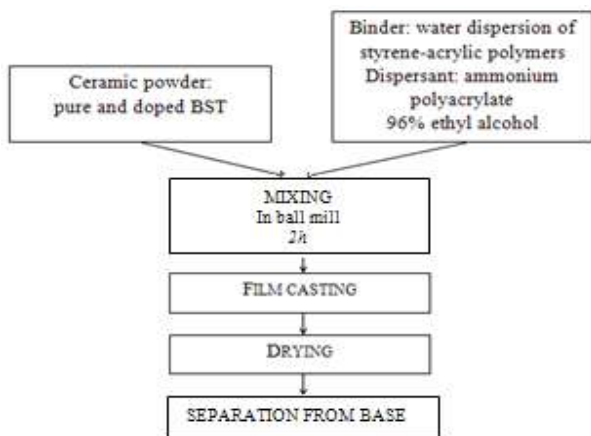 Ceramic powder:
pure and doped BST
Binder: water dispersion of
styrene-acrylic polymers
Dispersant: ammonium
polyacrylate
96% ethyl alcohol
MIXING
In ball mill
2h
FILM CASTING
DRYING
SEPARATION FROM BASE